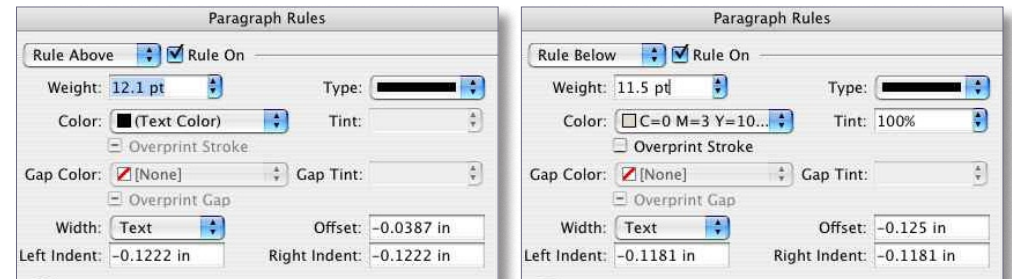 Paragraph Rules
Rule Above Rule On
Weight: 12.1 pt Type:
Color: (Text Color) Tint:
Overprint Stroke
Gap Color: [None] Gap Tint:
Overprint Gap
Width: Text Offset: -0.0387 in
Left Indent: -0.1222 in Right Indent: -0.1222 in
Paragraph Rules
Rule Below Rule On
Weight: 11.5 pt Type:
Color: C=0 M=3 Y=10... Tint: 100%
Overprint Stroke
Gap Color: [None] Gap Tint:
Overprint Gap
Width: Text Offset: -0.125 in
Left Indent: -0.1181 in Right Indent: -0.1181 in